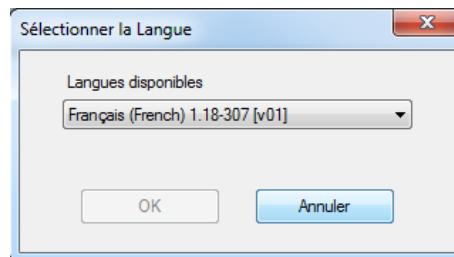 Sélectionner la Langue
Langues disponibles
Français (French) 1.18-307 [v01]
OK
Annuler